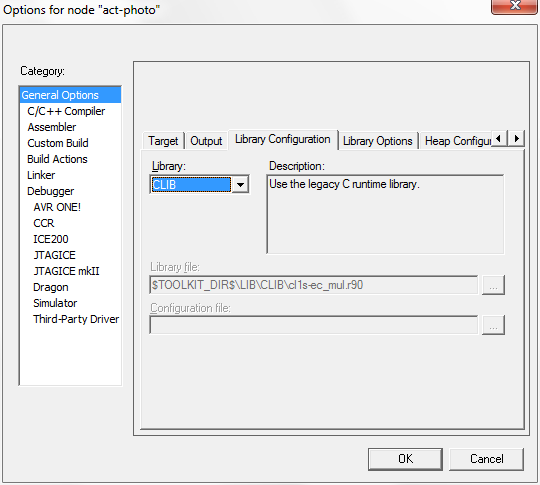 Options for node "act-photo"
Category:
General Options
C/C++ Compiler
Assembler
Custom Build
Build Actions
Linker
Debugger
AVR ONE!
CCR
ICE200
JTAGICE
JTAGICE mkII
Dragon
Simulator
Third-Party Driver
Target Output Library Configuration Library Options Heap Configur
Library: Description:
CLIB Use the legacy C runtime library.
Library file:
$TOOLKIT_DIR$\LIB\CLIB\cl1s-ec_mul.r90 ...
Configuration file:
...
OK Cancel